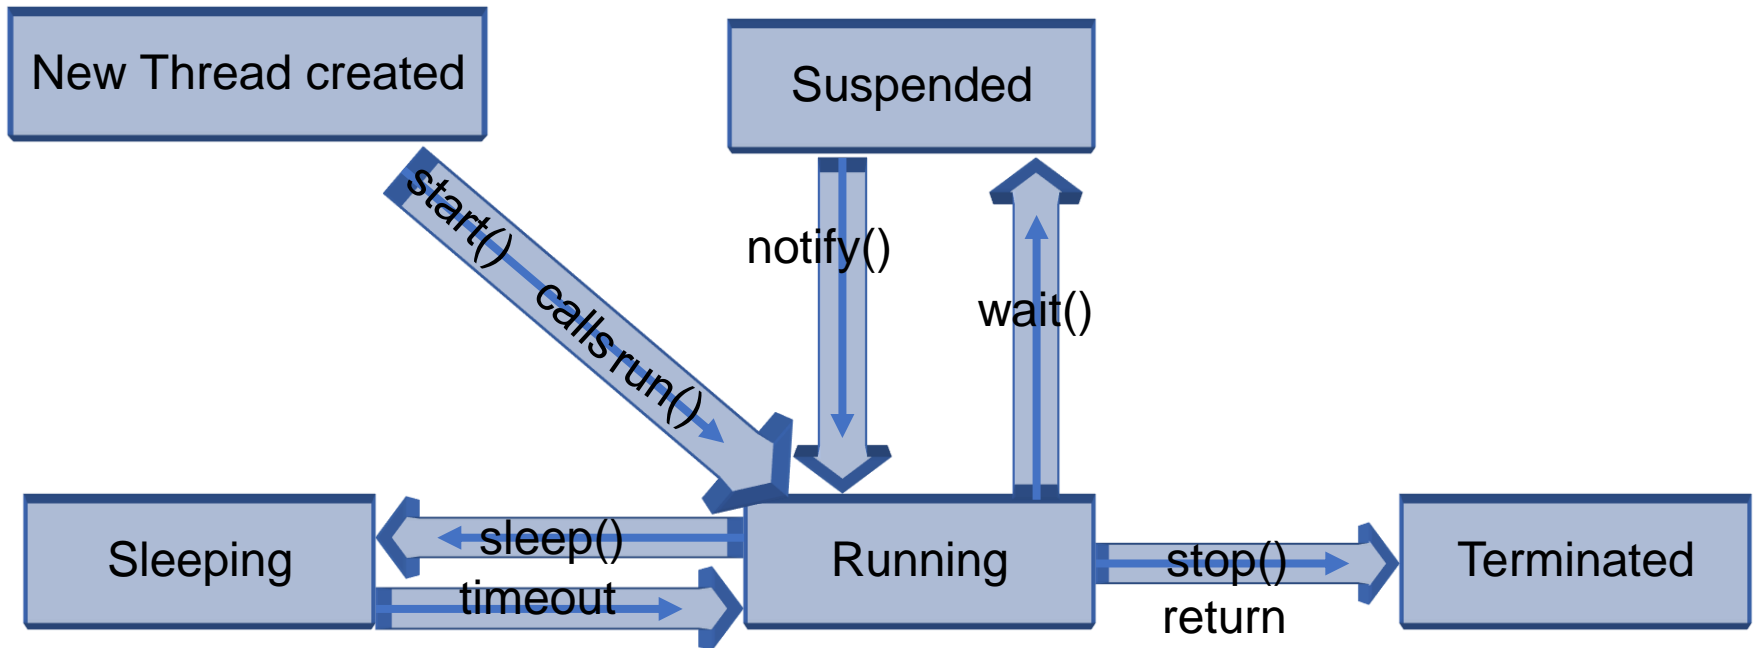 New Thread created
Suspended
start()
calls run()
notify()
wait()
Sleeping
sleep()
timeout
Running
stop()
return
Terminated